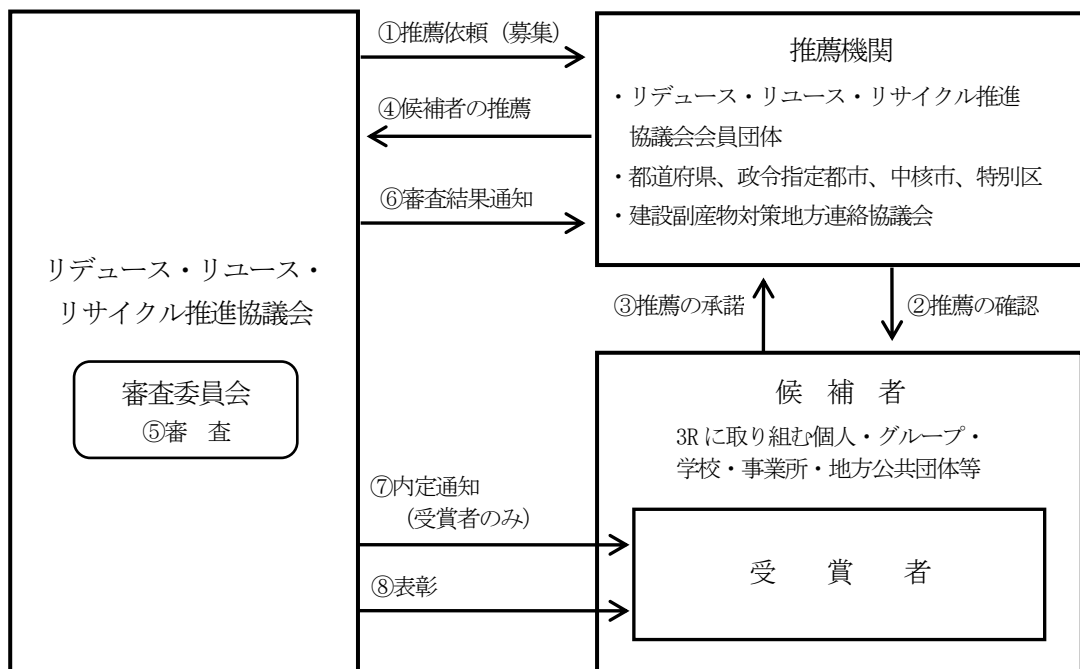 ①推薦依頼（募集）
④候補者の推薦
⑥審査結果通知
推薦機関
・リデュース・リユース・リサイクル推進
協議会会員団体
・都道府県、政令指定都市、中核市、特別区
・建設副産物対策地方連絡協議会
リデュース・リユース・
リサイクル推進協議会
審査委員会
⑤審　査
③推薦の承諾
②推薦の確認
候　補　者
3Rに取り組む個人・グループ・
学校・事業所・地方公共団体等
⑦内定通知
（受賞者のみ）
⑧表彰
受　賞　者